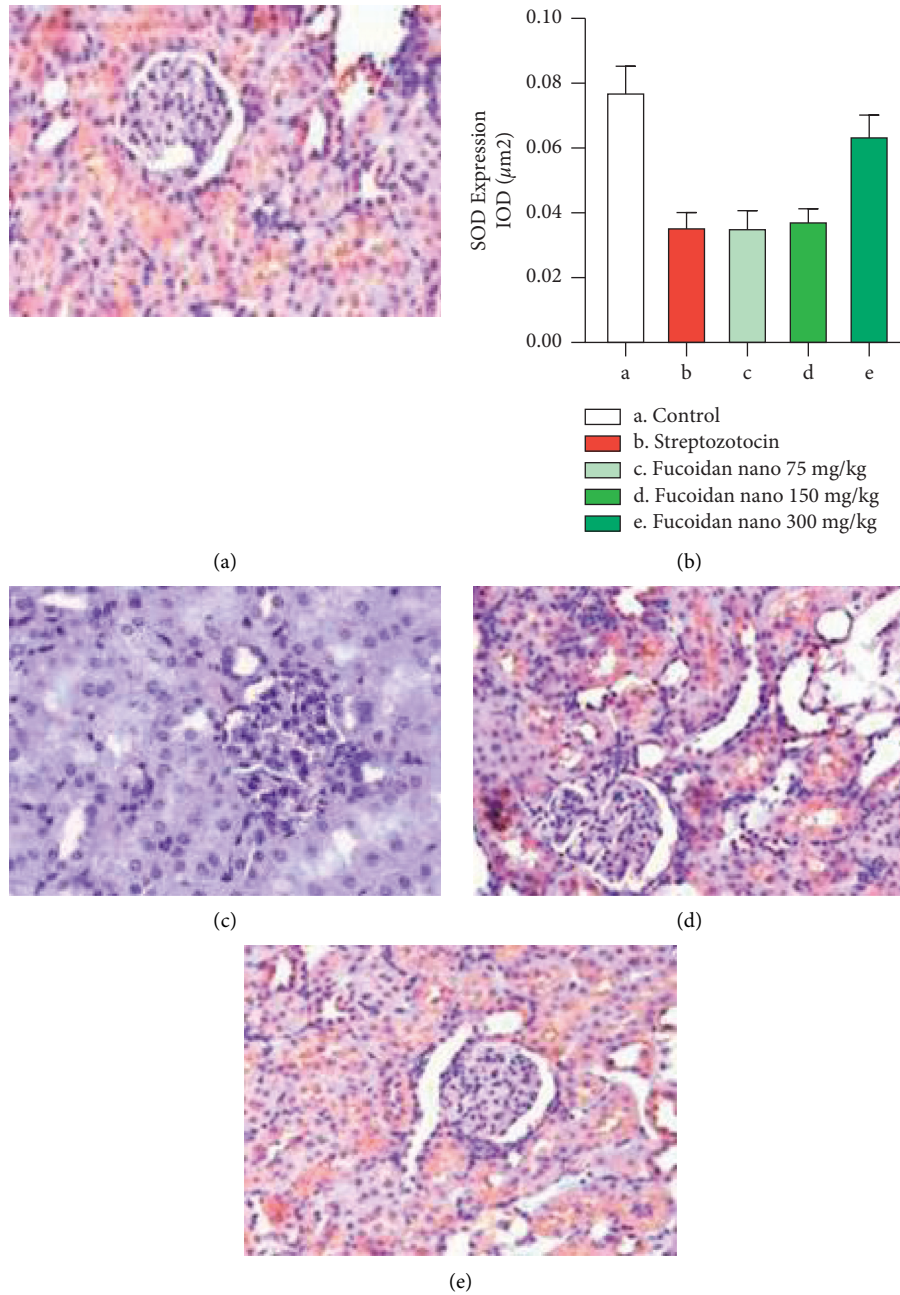 0.10
0.08
0.06
0.04
0.02
0.00
SOD Expression
IOD (μm2)
a b c d e
a. Control
b. Streptozotocin
c. Fucoidan nano 75 mg/kg
d. Fucoidan nano 150 mg/kg
e. Fucoidan nano 300 mg/kg
(a) (b)
(c) (d)
(e)